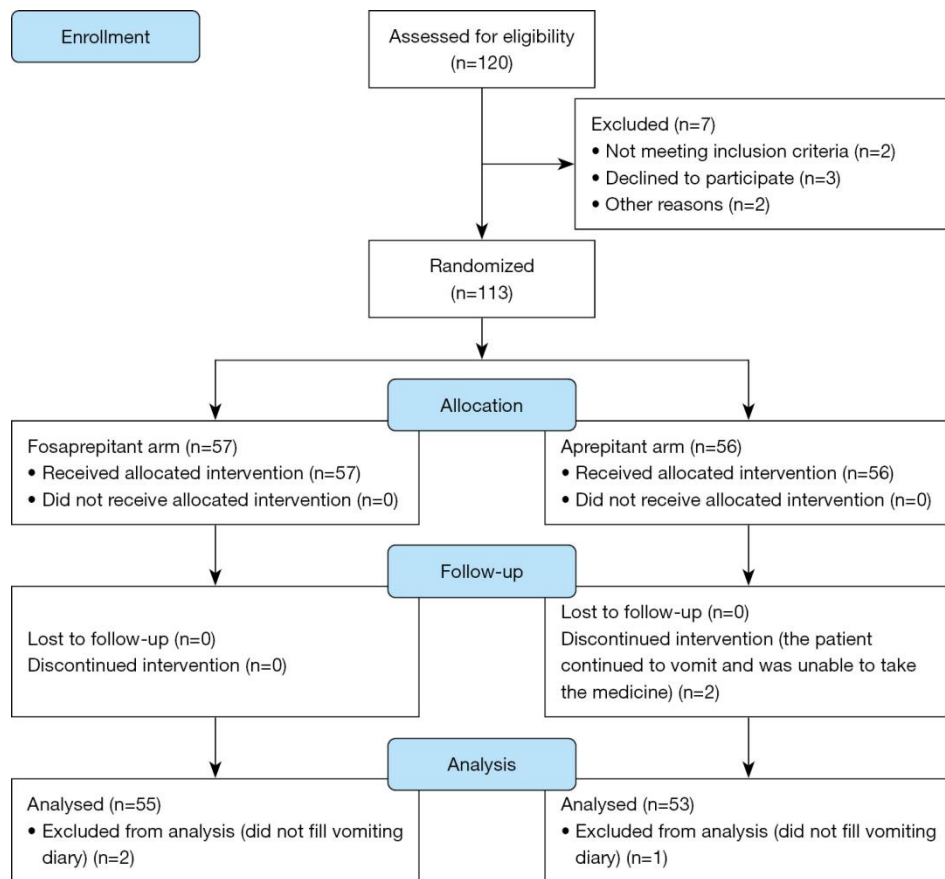 Enrollment
Assessed for eligibility
(n=120)
Excluded (n=7)
• Not meeting inclusion criteria (n=2)
• Declined to participate (n=3)
• Other reasons (n=2)
Randomized
(n=113)
Allocation
Fosaprepitant arm (n=57)
• Received allocated intervention (n=57)
• Did not receive allocated intervention (n=0)
Aprepitant arm (n=56)
• Received allocated intervention (n=56)
• Did not receive allocated intervention (n=0)
Follow-up
Lost to follow-up (n=0)
Discontinued intervention (n=0)
Lost to follow-up (n=0)
Discontinued intervention (the patient
continued to vomit and was unable to take
the medicine) (n=2)
Analysis
Analysed (n=55)
• Excluded from analysis (did not fill vomiting
diary) (n=2)
Analysed (n=53)
• Excluded from analysis (did not fill vomiting
diary) (n=1)